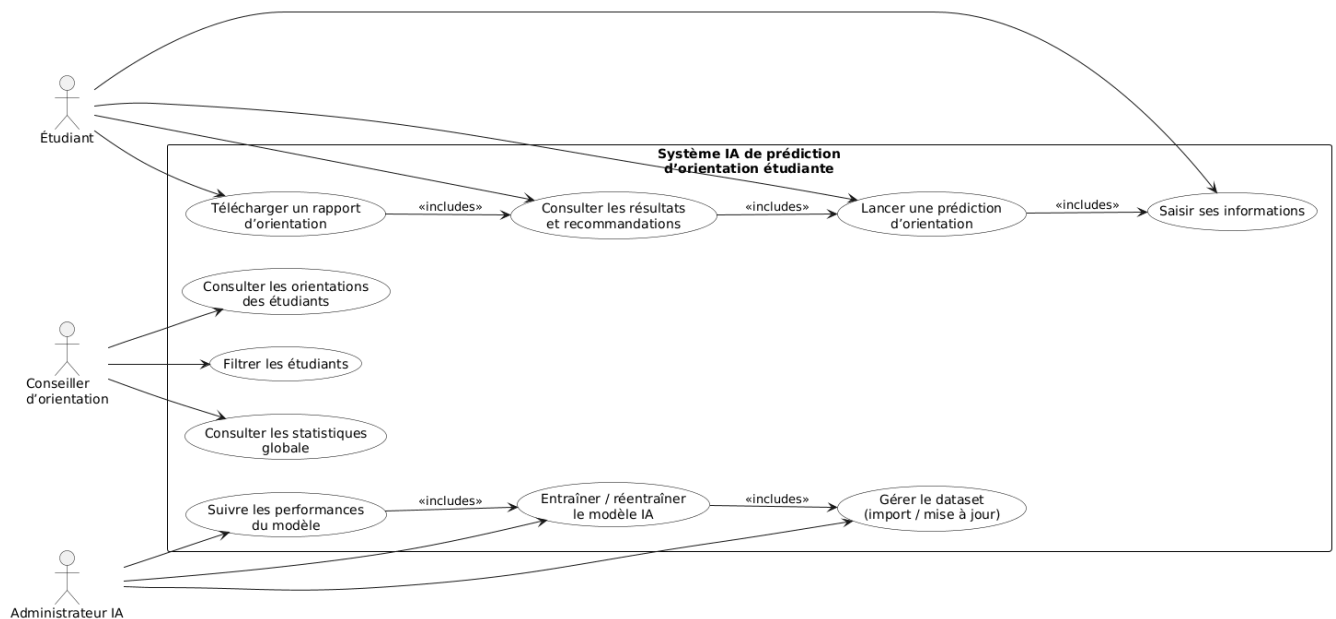 Étudiant
Système IA de prédiction
d’orientation étudiante
Télécharger un rapport
d’orientation
«includes»
Consulter les résultats
et recommandations
«includes»
Lancer une prédiction
d’orientation
«includes»
Saisir ses informations
Consulter les orientations
des étudiants
Filtrer les étudiants
Conseiller
d’orientation
Consulter les statistiques
globale
Suivre les performances
du modèle
«includes»
Entraîner / réentraîner
le modèle IA
«includes»
Gérer le dataset
(import / mise à jour)
Administrateur IA